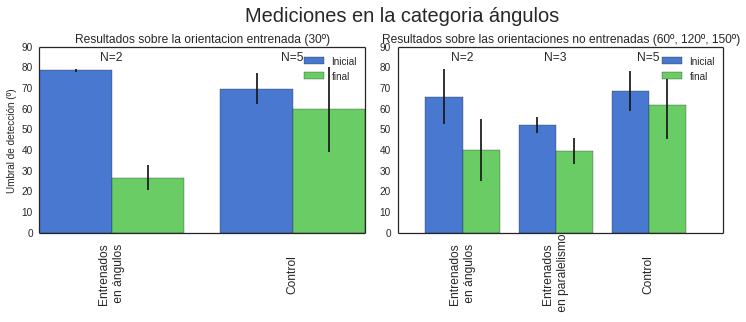 Mediciones en la categoria ángulos
Resultados sobre la orientacion entrenada (30º)
Umbral de detección (º)
90
80
70
60
50
40
30
20
10
0
N=2
N=5
Inicial
final
Entrenados
en ángulos
Control
Resultados sobre las orientaciones no entrenadas (60º, 120º, 150º)
90
80
70
60
50
40
30
20
10
0
N=2
N=3
N=5
Inicial
final
Entrenados
en ángulos
Entrenados
en paralelismo
Control